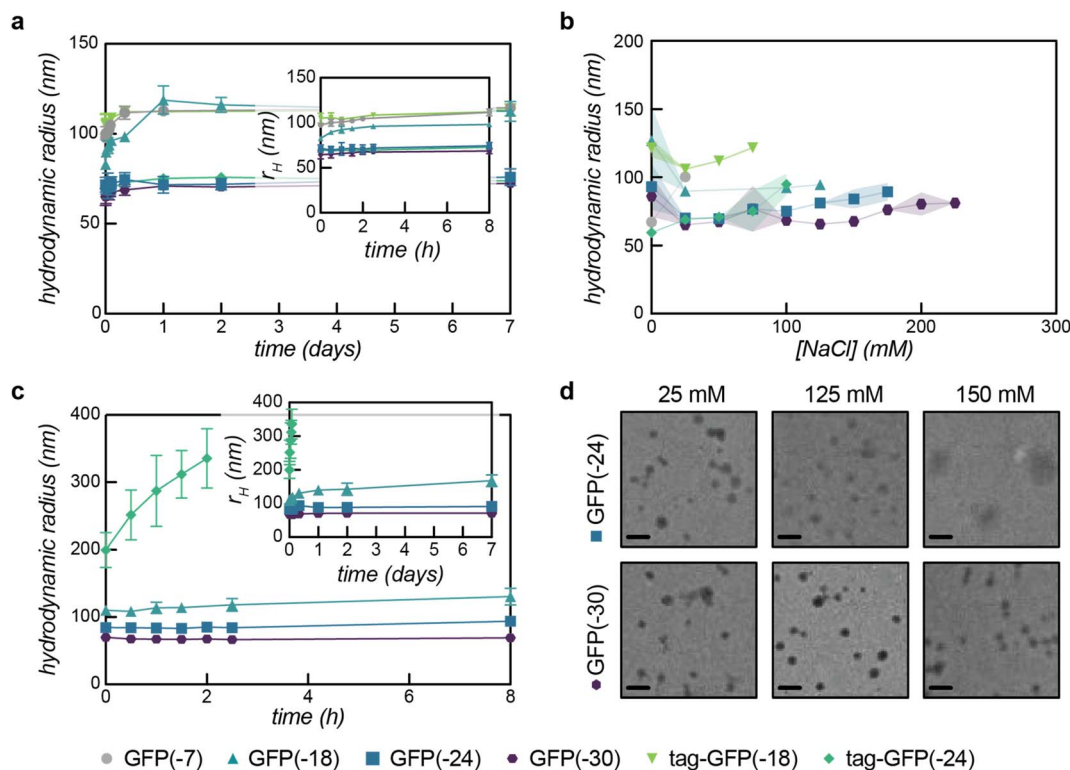 a
hydrodynamic radius (nm)
150
100
50
0
0 1 2 3 4 5 6 7
time (days)
r_H (nm)
150
100
50
0
0 2 4 6 8
time (h)
b
hydrodynamic radius (nm)
200
150
100
50
0
0 100 200 300
[NaCl] (mM)
c
hydrodynamic radius (nm)
400
300
200
100
0
0 2 4 6 8
time (h)
r_H (nm)
400
300
200
100
0
0 1 2 3 4 5 6 7
time (days)
d
25 mM 125 mM 150 mM
GFP(-24)
GFP(-30)
GFP(-7) GFP(-18) GFP(-24) GFP(-30) tag-GFP(-18) tag-GFP(-24)